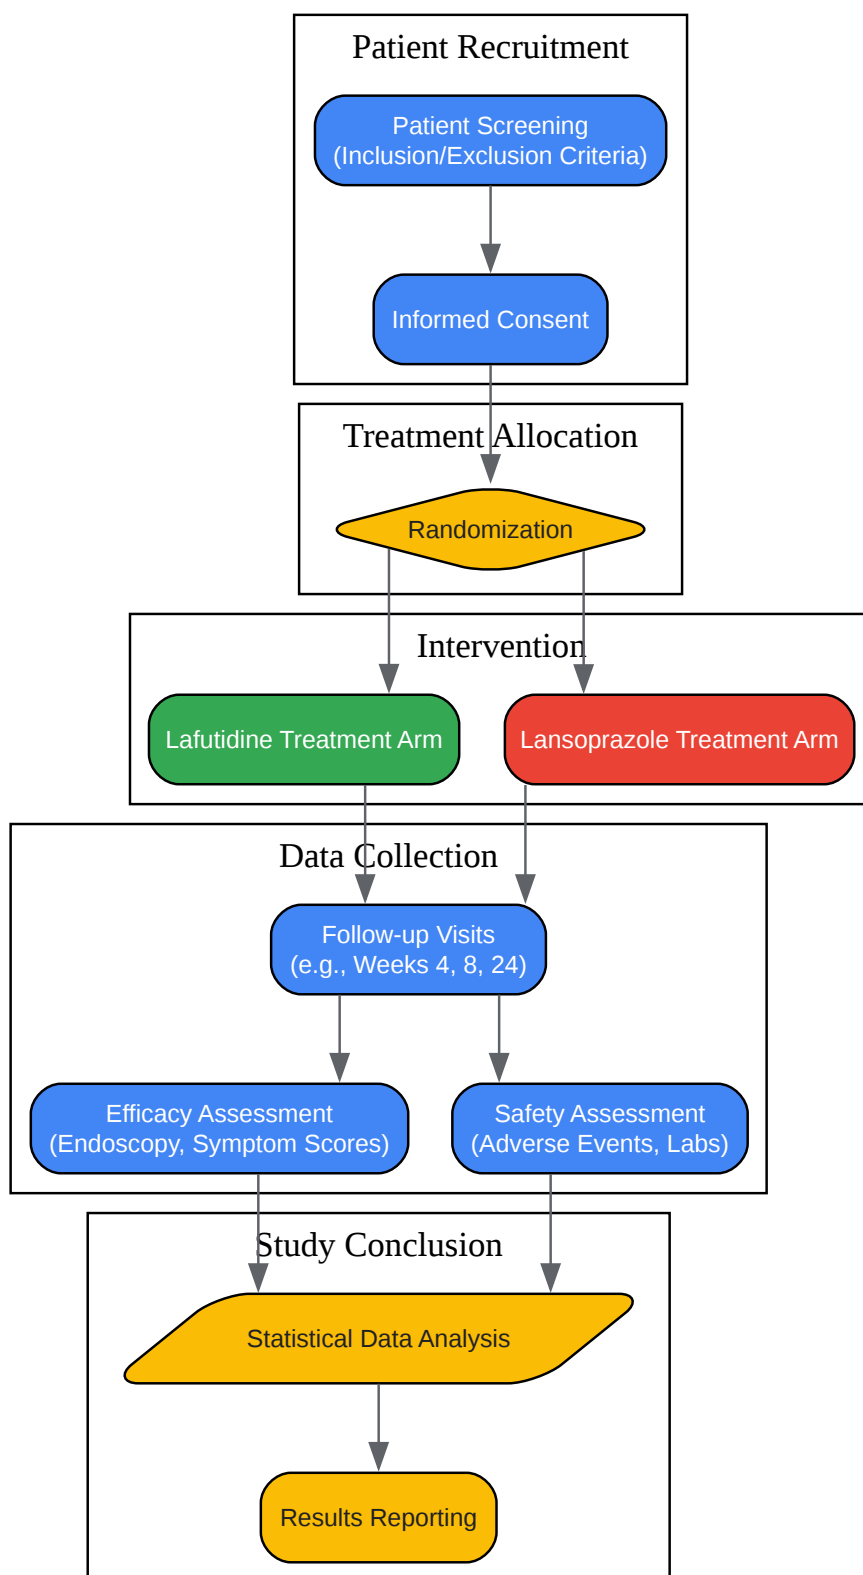 Patient Recruitment
Patient Screening
(Inclusion/Exclusion Criteria)
Informed Consent
Treatment Allocation
Randomization
Intervention
Lafutidine Treatment Arm
Lansoprazole Treatment Arm
Data Collection
Follow-up Visits
(e.g., Weeks 4, 8, 24)
Efficacy Assessment
(Endoscopy, Symptom Scores)
Safety Assessment
(Adverse Events, Labs)
Study Conclusion
Statistical Data Analysis
Results Reporting